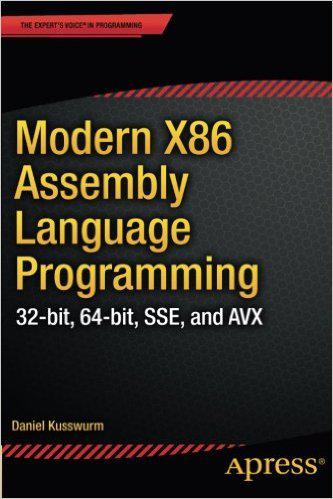 THE EXPERT'S VOICE® IN PROGRAMMING
Modern X86
Assembly
Language
Programming
32-bit, 64-bit, SSE, and AVX
Daniel Kusswurm
Apress®